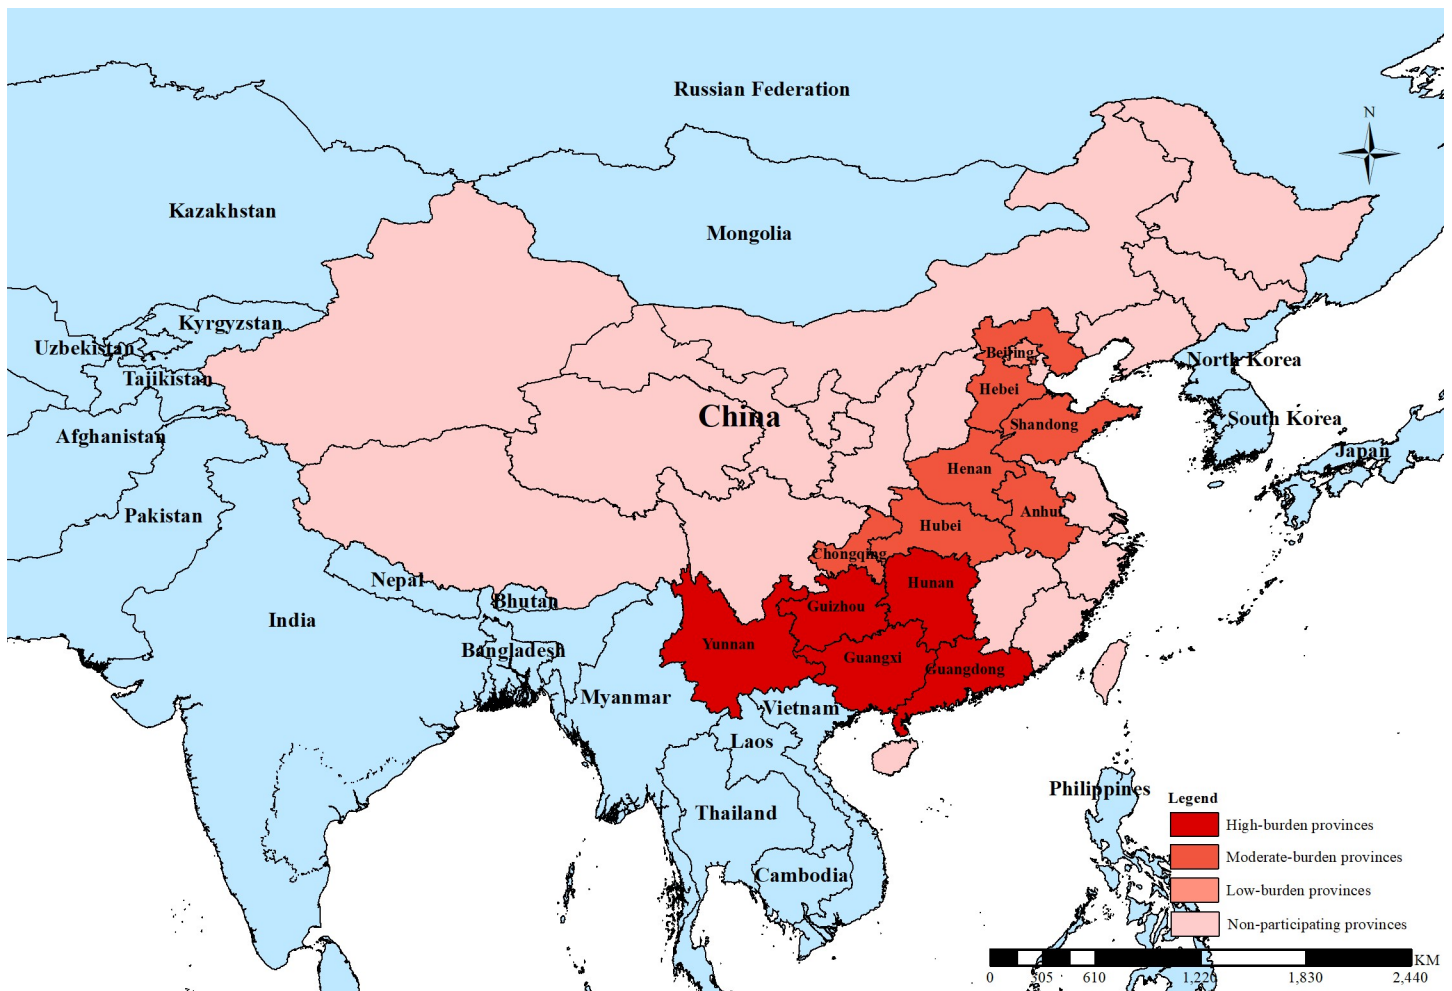 Russian Federation
N
Kazakhstan
Mongolia
Kyrgyzstan
Uzbekistan
Tajikistan
Beijing
North Korea
Hebei
China
Shandong
South Korea
Afghanistan
Japan
Henan
Pakistan
Anhui
Hubei
Chongqing
Nepal
Hunan
Bhutan
Guizhou
India
Yunnan
Bangladesh
Guangxi
Guangdong
Myanmar
Vietnam
Laos
Philippines
Thailand
Cambodia
Legend
High-burden provinces
Moderate-burden provinces
Low-burden provinces
Non-participating provinces
KM
0 305 610 1,220 1,830 2,440